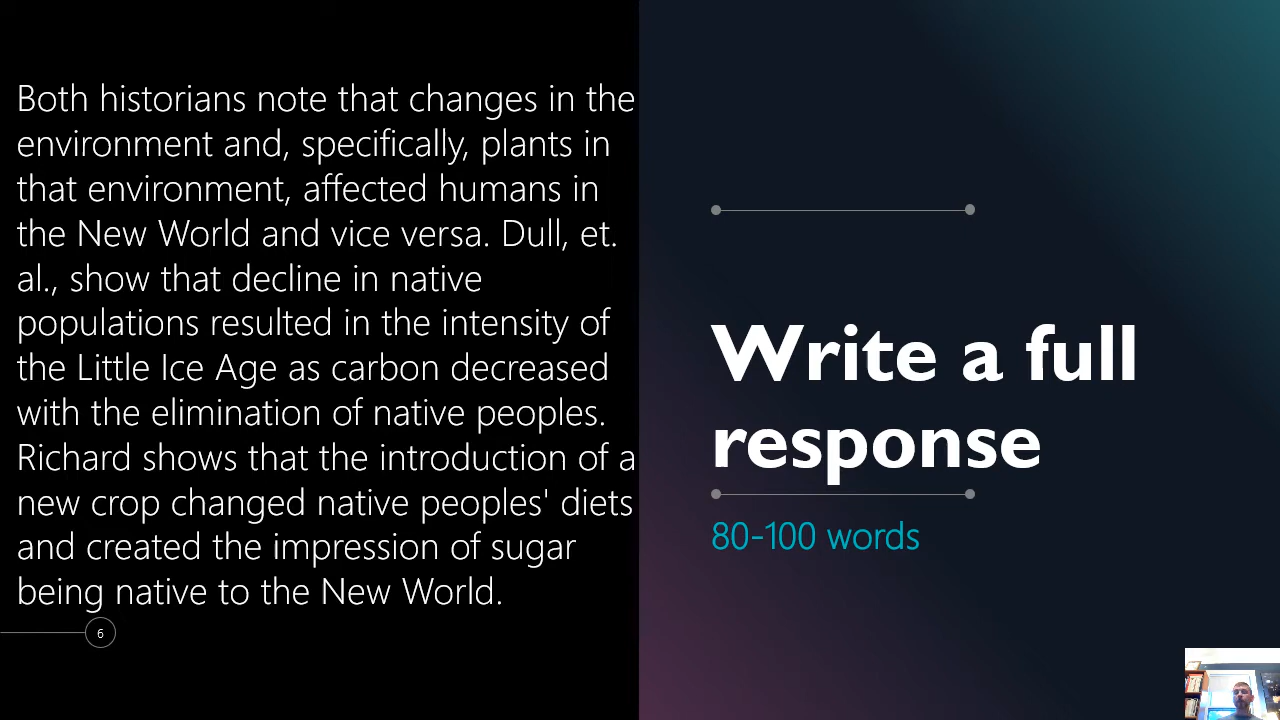 Both historians note that changes in the
environment and, specifically, plants in
that environment, affected humans in
the New World and vice versa. Dull, et.
al., show that decline in native
populations resulted in the intensity of
the Little Ice Age as carbon decreased
with the elimination of native peoples.
Richard shows that the introduction of a
new crop changed native peoples' diets
and created the impression of sugar
being native to the New World.
6
Write a full
response
80-100 words